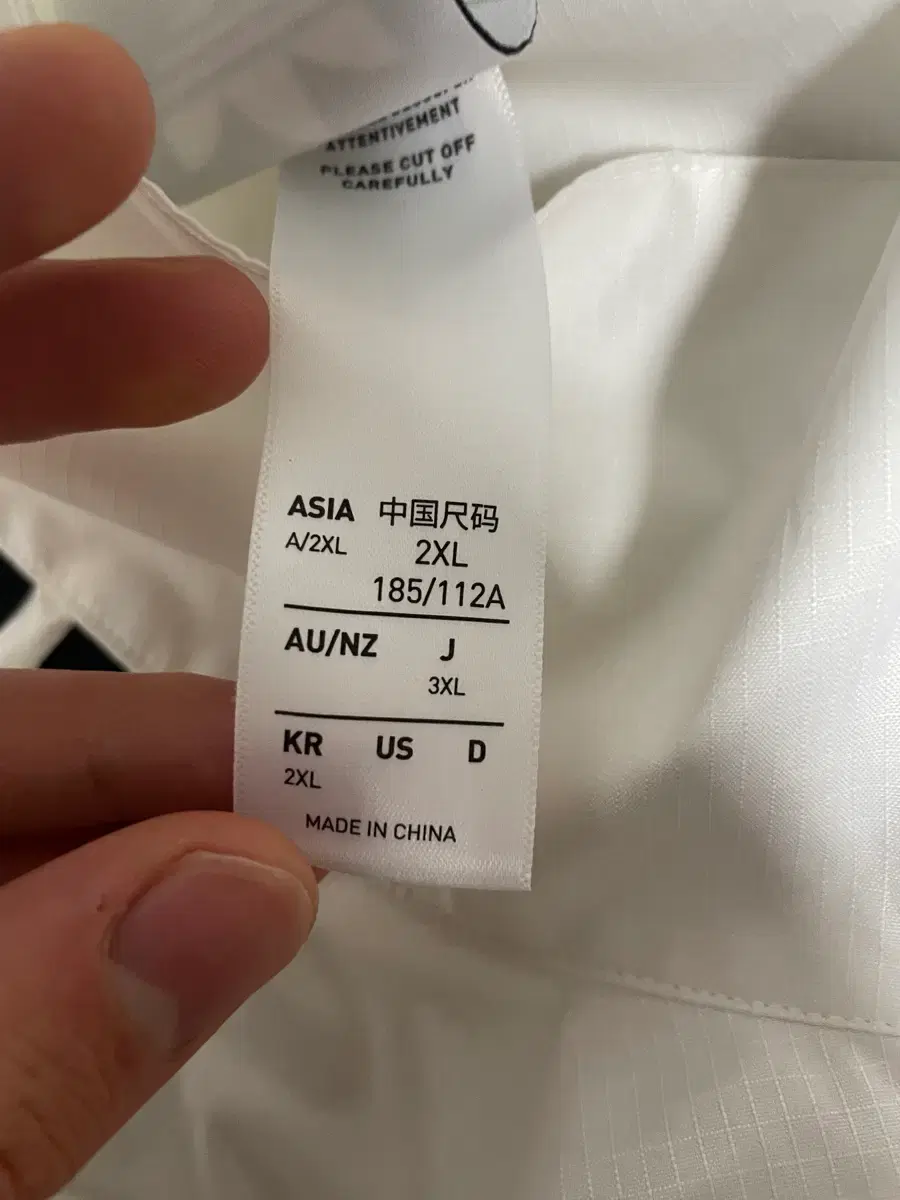 ATTENTIVEMENT
PLEASE CUT OFF
CAREFULLY
ASIA 中国尺码
A/2XL 2XL
185/112A
AU/NZ J
3XL
KR US D
2XL
MADE IN CHINA